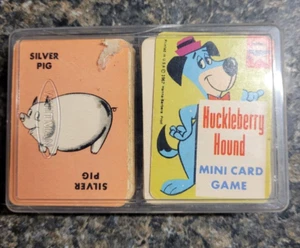 SILVER
PIG
SILVER
PIG
Huckleberry
Hound
MINI CARD
GAME